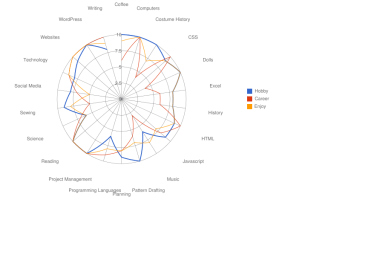 Coffee
Computers
Writing
WordPress
Costume History
Websites
CSS
Technology
Dolls
Social Media
Excel
Sewing
History
Science
HTML
Reading
Javascript
Project Management
Music
Programming Languages
Pattern Drafting
Planning
10
7.5
5
2.5
Hobby
Career
Enjoy